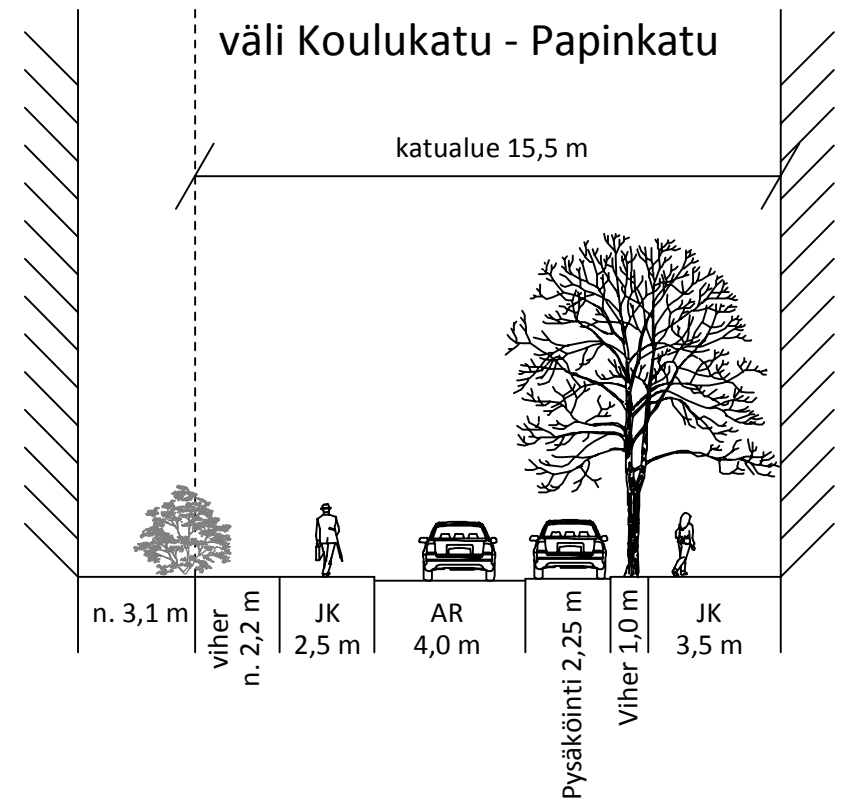 väli Koulukatu - Papinkatu
katualue 15,5 m
n. 3,1 m
viher
n. 2,2 m
JK
2,5 m
AR
4,0 m
Pysäköinti 2,25 m
Viher 1,0 m
JK
3,5 m